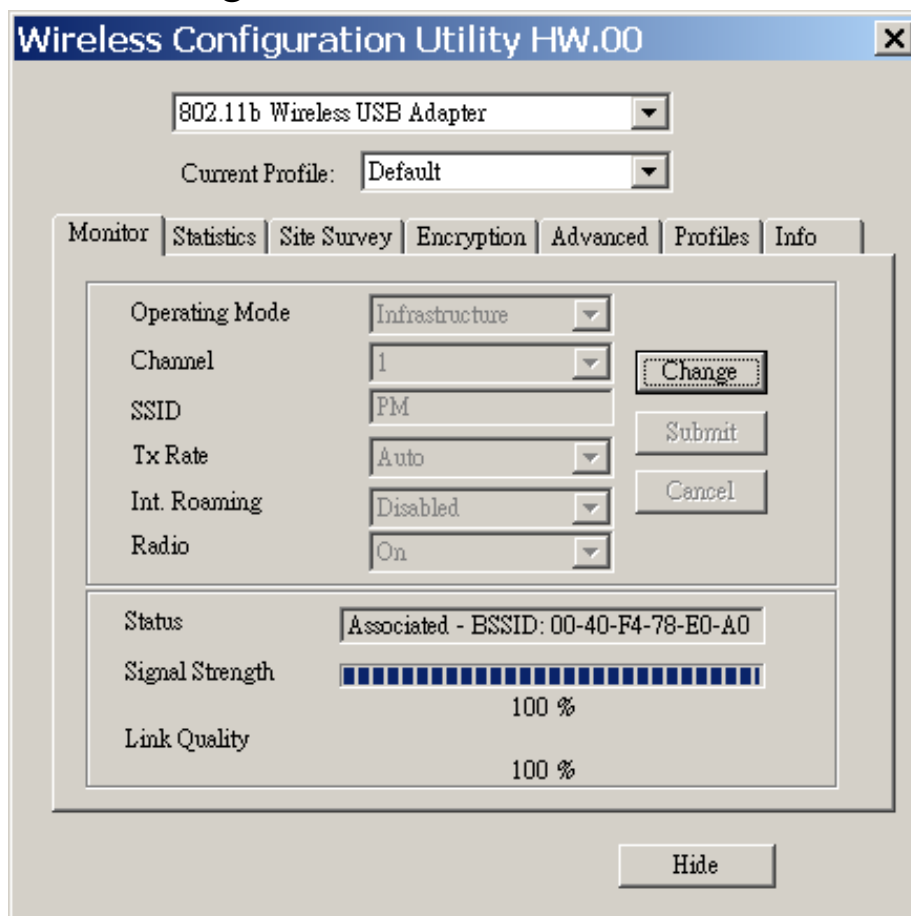 Wireless Configuration Utility HW.00
802.11b Wireless USB Adapter
Current Profile: Default
Monitor Statistics Site Survey Encryption Advanced Profiles Info
Operating Mode Infrastructure
Channel 1 Change
SSID PM
Submit
Tx Rate Auto
Cancel
Int. Roaming Disabled
Radio On
Status Associated - BSSID: 00-40-F4-78-E0-A0
Signal Strength
100 %
Link Quality
100 %
Hide